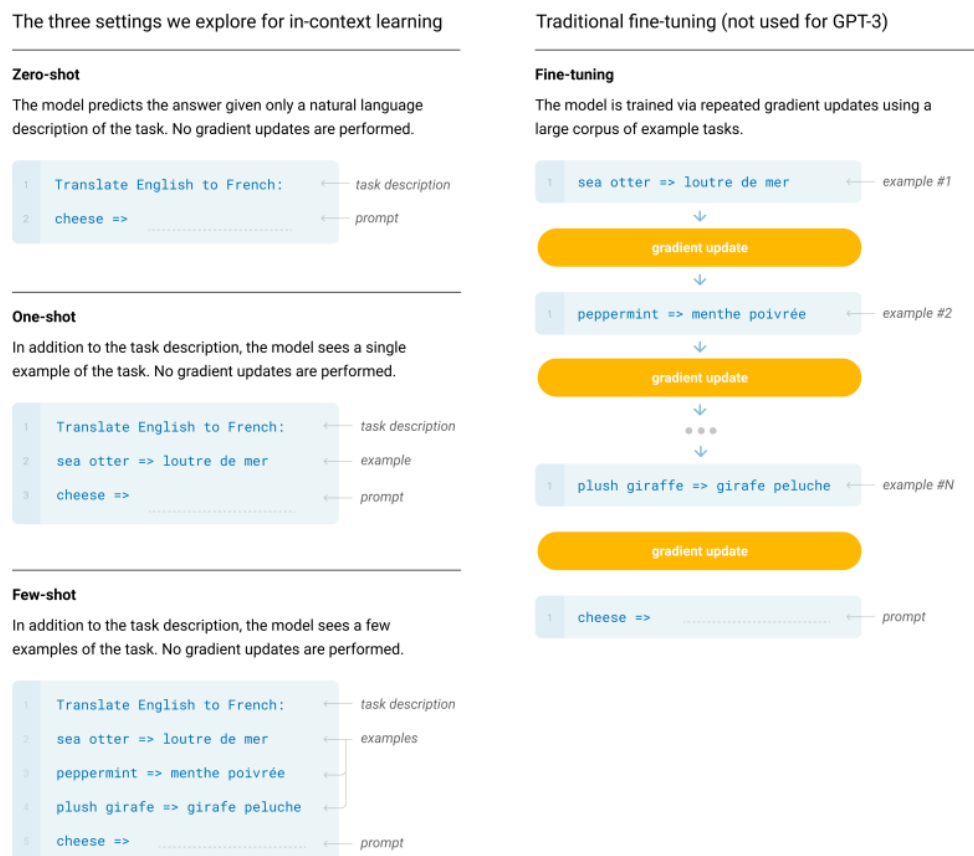 The three settings we explore for in-context learning
Zero-shot
The model predicts the answer given only a natural language
description of the task. No gradient updates are performed.
1 Translate English to French: task description
2 cheese => prompt
One-shot
In addition to the task description, the model sees a single
example of the task. No gradient updates are performed.
1 Translate English to French: task description
2 sea otter => loutre de mer example
3 cheese => prompt
Few-shot
In addition to the task description, the model sees a few
examples of the task. No gradient updates are performed.
1 Translate English to French: task description
2 sea otter => loutre de mer examples
3 peppermint => menthe poivrée
4 plush girafe => girafe peluche
5 cheese => prompt
Traditional fine-tuning (not used for GPT-3)
Fine-tuning
The model is trained via repeated gradient updates using a
large corpus of example tasks.
1 sea otter => loutre de mer example #1
gradient update
1 peppermint => menthe poivrée example #2
gradient update
1 plush giraffe => girafe peluche example #N
gradient update
1 cheese => prompt